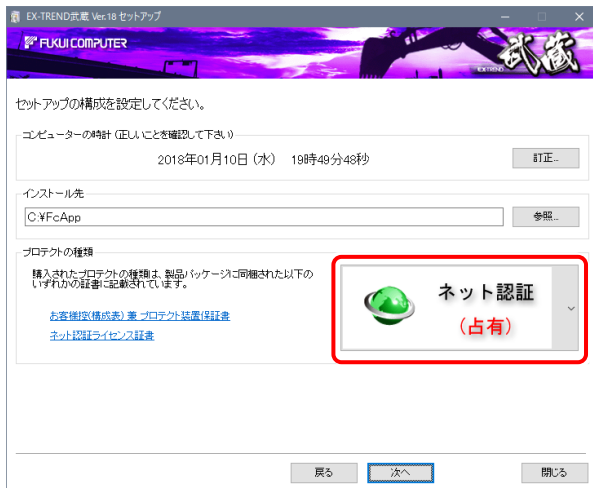 EX-TREND武蔵 Ver.18 セットアップ
FUKUI COMPUTER
EX-TREND 武蔵
セットアップの構成を設定してください。
コンピューターの時計 (正しいことを確認して下さい)
2018年01月10日 (水) 19時49分48秒
訂正...
インストール先
C:¥FcApp
参照...
プロテクトの種類
購入されたプロテクトの種類は、製品パッケージに同梱された以下の
いずれかの証書に記載されています。
ネット認証
(占有)
お客様控(構成表) 兼 プロテクト装置保証書
ネット認証ライセンス証書
戻る
次へ
閉じる